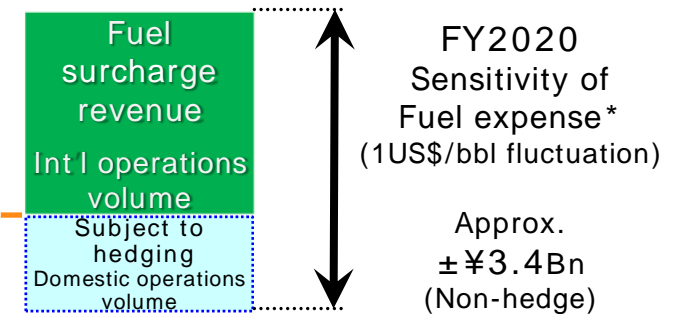 Fuel
surcharge
revenue
Int'l operations
volume
Subject to
hedging
Domestic operations
volume
FY2020
Sensitivity of
Fuel expense*
(1US$/bbl fluctuation)
Approx.
±¥3.4Bn
(Non-hedge)